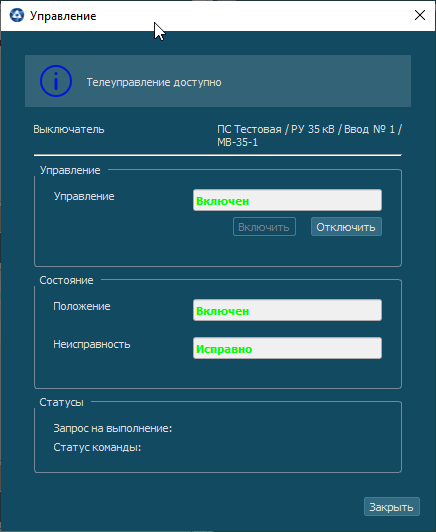 Управление
Телеуправление доступно
Выключатель
ПС Тестовая / РУ 35 кВ / Ввод № 1 /
МВ-35-1
Управление
Управление
Включен
Включить
Отключить
Состояние
Положение
Включен
Неисправность
Исправно
Статусы
Запрос на выполнение:
Статус команды:
Закрыть